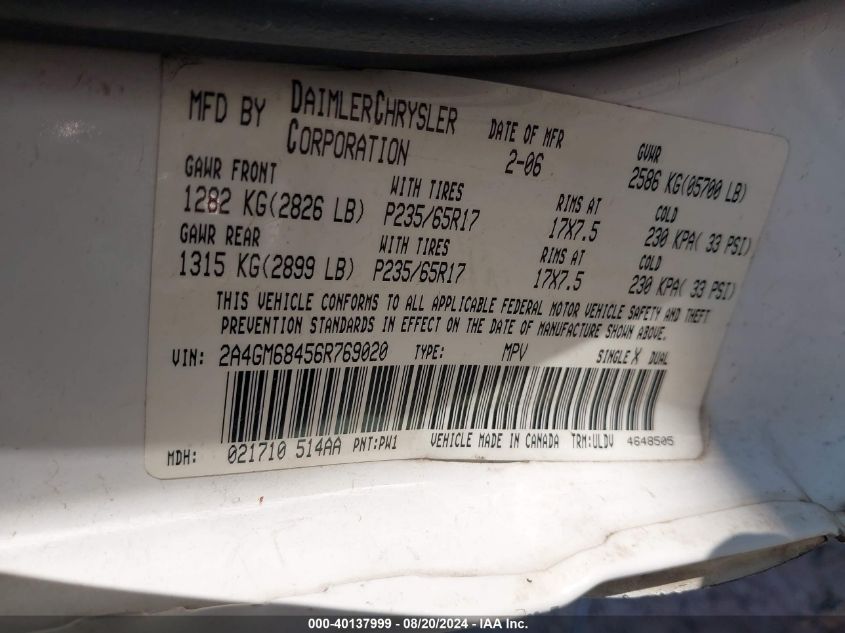 MFD BY DAIMLERCHRYSLER CORPORATION DATE OF MFR 2-06 GVWR 2586 KG(05700 LB)
GAWR FRONT WITH TIRES RIMS AT COLD
1282 KG(2826 LB) P235/65R17 17X7.5 230 KPA( 33 PSI)
GAWR REAR WITH TIRES RIMS AT COLD
1315 KG(2899 LB) P235/65R17 17X7.5 230 KPA( 33 PSI)
THIS VEHICLE CONFORMS TO ALL APPLICABLE FEDERAL MOTOR VEHICLE SAFETY AND THEFT
PREVENTION STANDARDS IN EFFECT ON THE DATE OF MANUFACTURE SHOWN ABOVE.
VIN: 2A4GM68456R769020 TYPE: MPV SINGLE X DUAL
MDH: 021710 514AA PNT:PW1 VEHICLE MADE IN CANADA TRM:ULDV 4648505
000-40137999 - 08/20/2024 - IAA Inc.